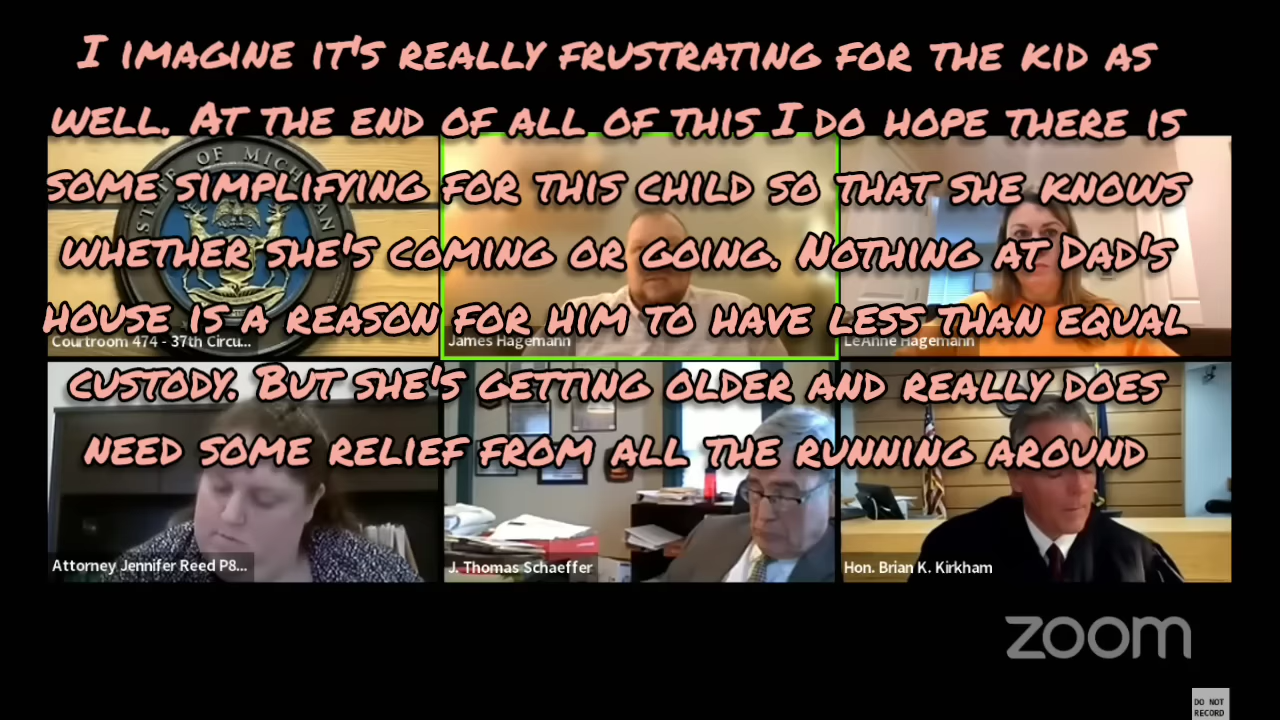 I IMAGINE IT'S REALLY FRUSTRATING FOR THE KID AS
WELL. AT THE END OF ALL OF THIS I DO HOPE THERE IS
SOME SIMPLIFYING FOR THIS CHILD SO THAT SHE KNOWS
WHETHER SHE'S COMING OR GOING. NOTHING AT DAD'S
HOUSE IS A REASON FOR HIM TO HAVE LESS THAN EQUAL
CUSTODY. BUT SHE'S GETTING OLDER AND REALLY DOES
NEED SOME RELIEF FROM ALL THE RUNNING AROUND
STATE OF MICHIGAN
Courtroom 474 - 37th Circu...
James Hagemann
LeAnne Hagemann
Attorney Jennifer Reed P8...
J. Thomas Schaeffer
Hon. Brian K. Kirkham
zoom
DO NOT
RECORD